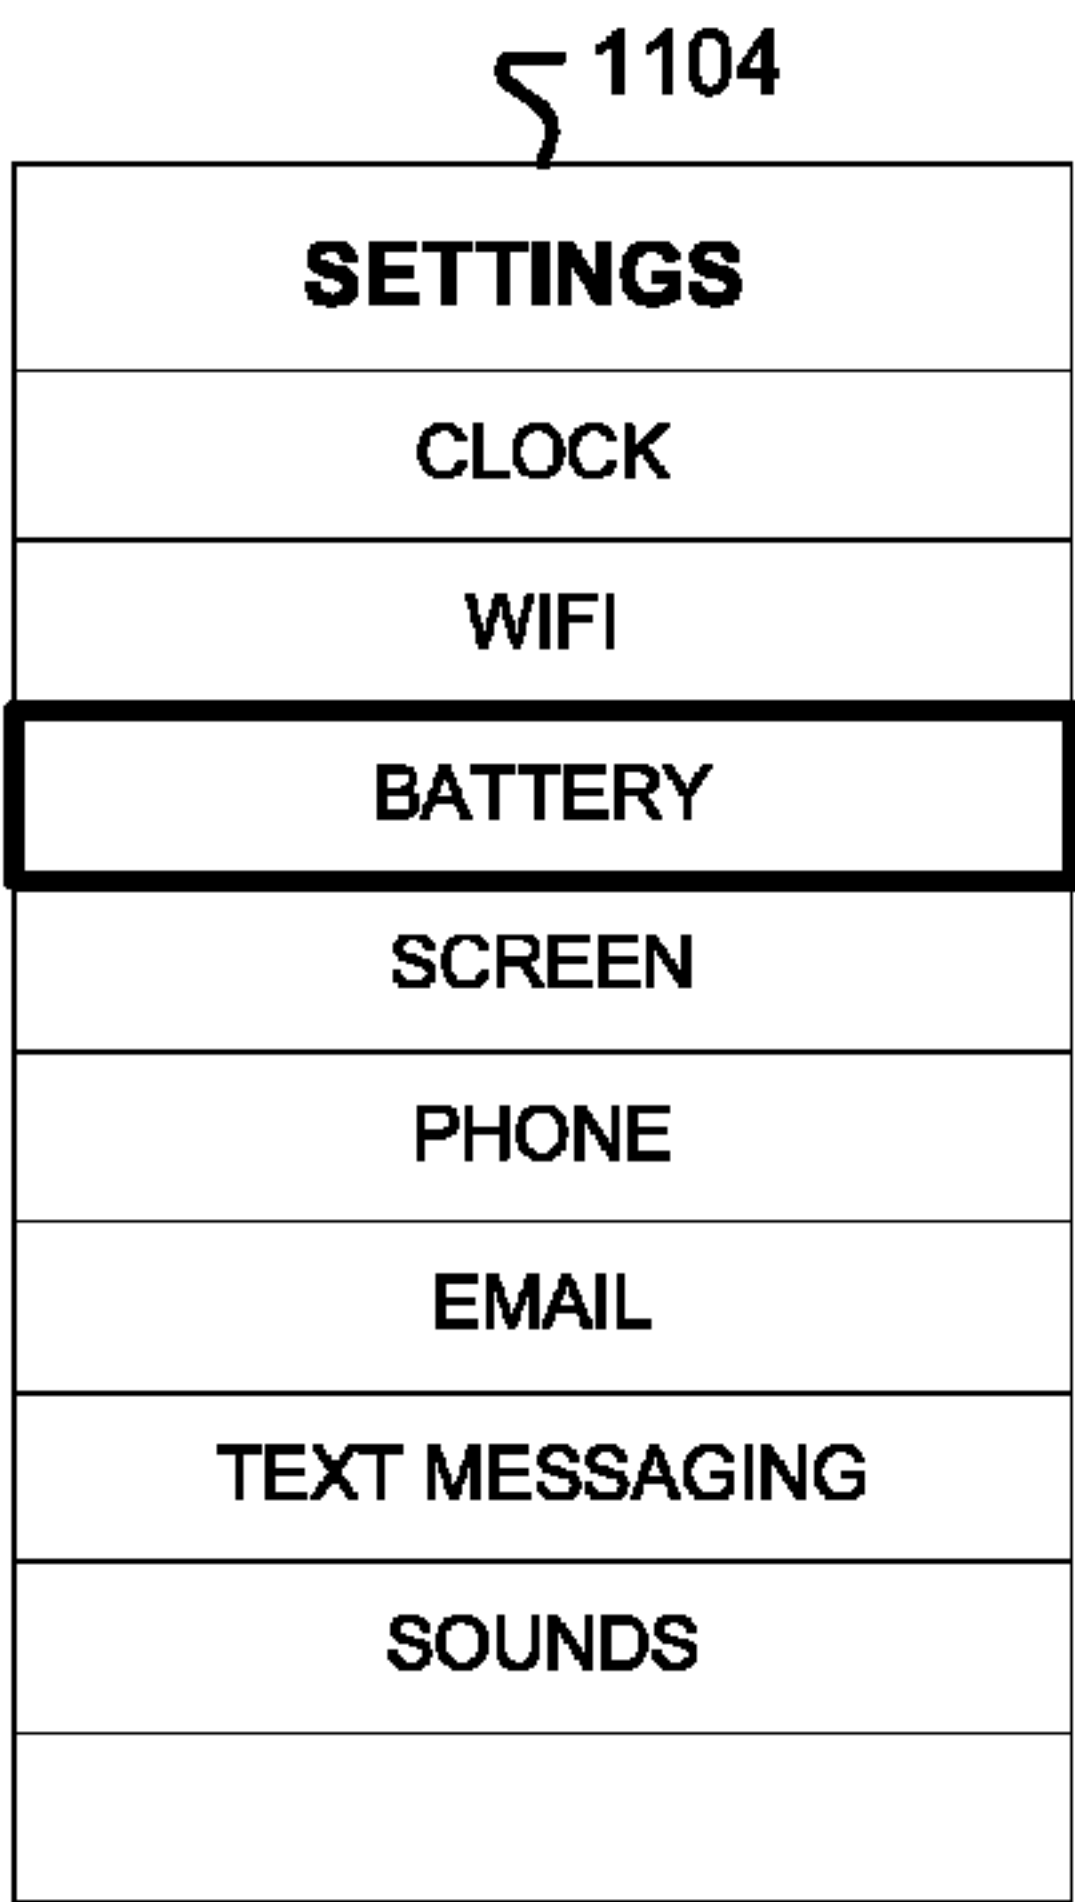 1104
SETTINGS
CLOCK
WIFI
BATTERY
SCREEN
PHONE
EMAIL
TEXT MESSAGING
SOUNDS